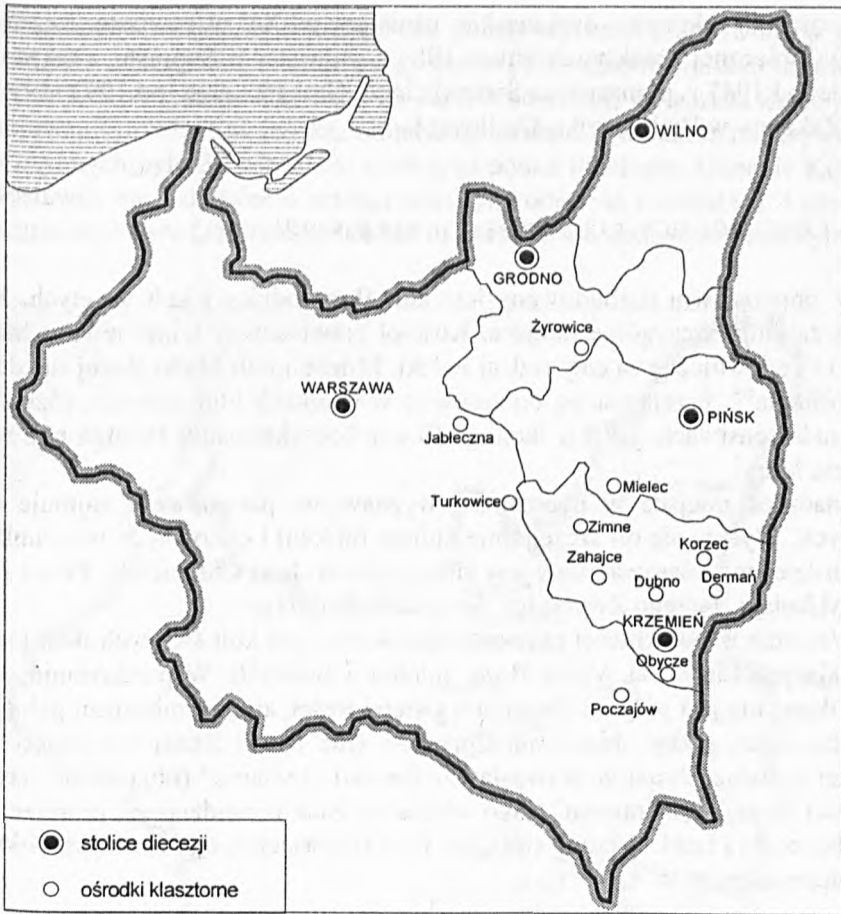 WILNO
GRODNO
Żyrowice
WARSZAWA
PIŃSK
Jabłeczna
Mielec
Turkowice
Zimne
Korzec
Zahajce
Dubno
Dermań
KRZEMIEŃ
Obycze
Poczajów
stolice diecezji
ośrodki klasztorne